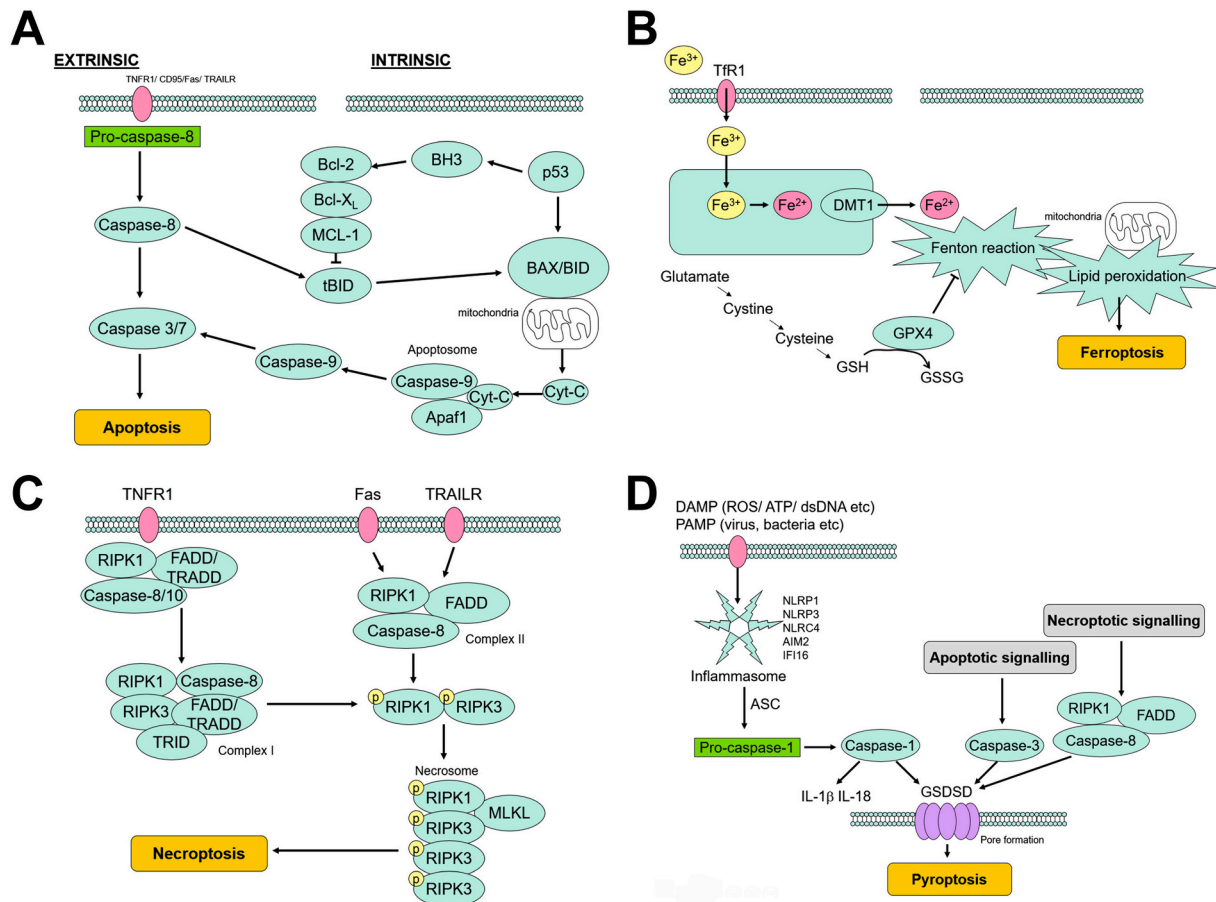 A
EXTRINSIC
INTRINSIC
TNFR1/ CD95/Fas/ TRAILR
Pro-caspase-8
Caspase-8
Caspase 3/7
Apoptosis
Bcl-2
Bcl-XL
MCL-1
tBID
BH3
p53
BAX/BID
mitochondria
Cyt-C
Apoptosome
Caspase-9
Cyt-C
Apaf1
Caspase-9
B
Fe3+
TfR1
Fe3+
Fe3+
Fe2+
DMT1
Fe2+
mitochondria
Fenton reaction
Lipid peroxidation
Glutamate
Cystine
Cysteine
GPX4
GSH
GSSG
Ferroptosis
C
TNFR1
Fas
TRAILR
RIPK1
FADD/
TRADD
Caspase-8/10
RIPK1
FADD
Caspase-8
Complex II
RIPK1
Caspase-8
RIPK3
FADD/
TRADD
TRID
Complex I
p
RIPK1
p
RIPK3
Necrosome
p
RIPK1
MLKL
p
RIPK3
p
RIPK3
p
RIPK3
Necroptosis
D
DAMP (ROS/ ATP/ dsDNA etc)
PAMP (virus, bacteria etc)
NLRP1
NLRP3
NLRC4
AIM2
IFI16
Inflammasome
ASC
Pro-caspase-1
Caspase-1
IL-1β IL-18
Apoptotic signalling
Necroptotic signalling
Caspase-3
RIPK1
FADD
Caspase-8
GSDSD
Pore formation
Pyroptosis